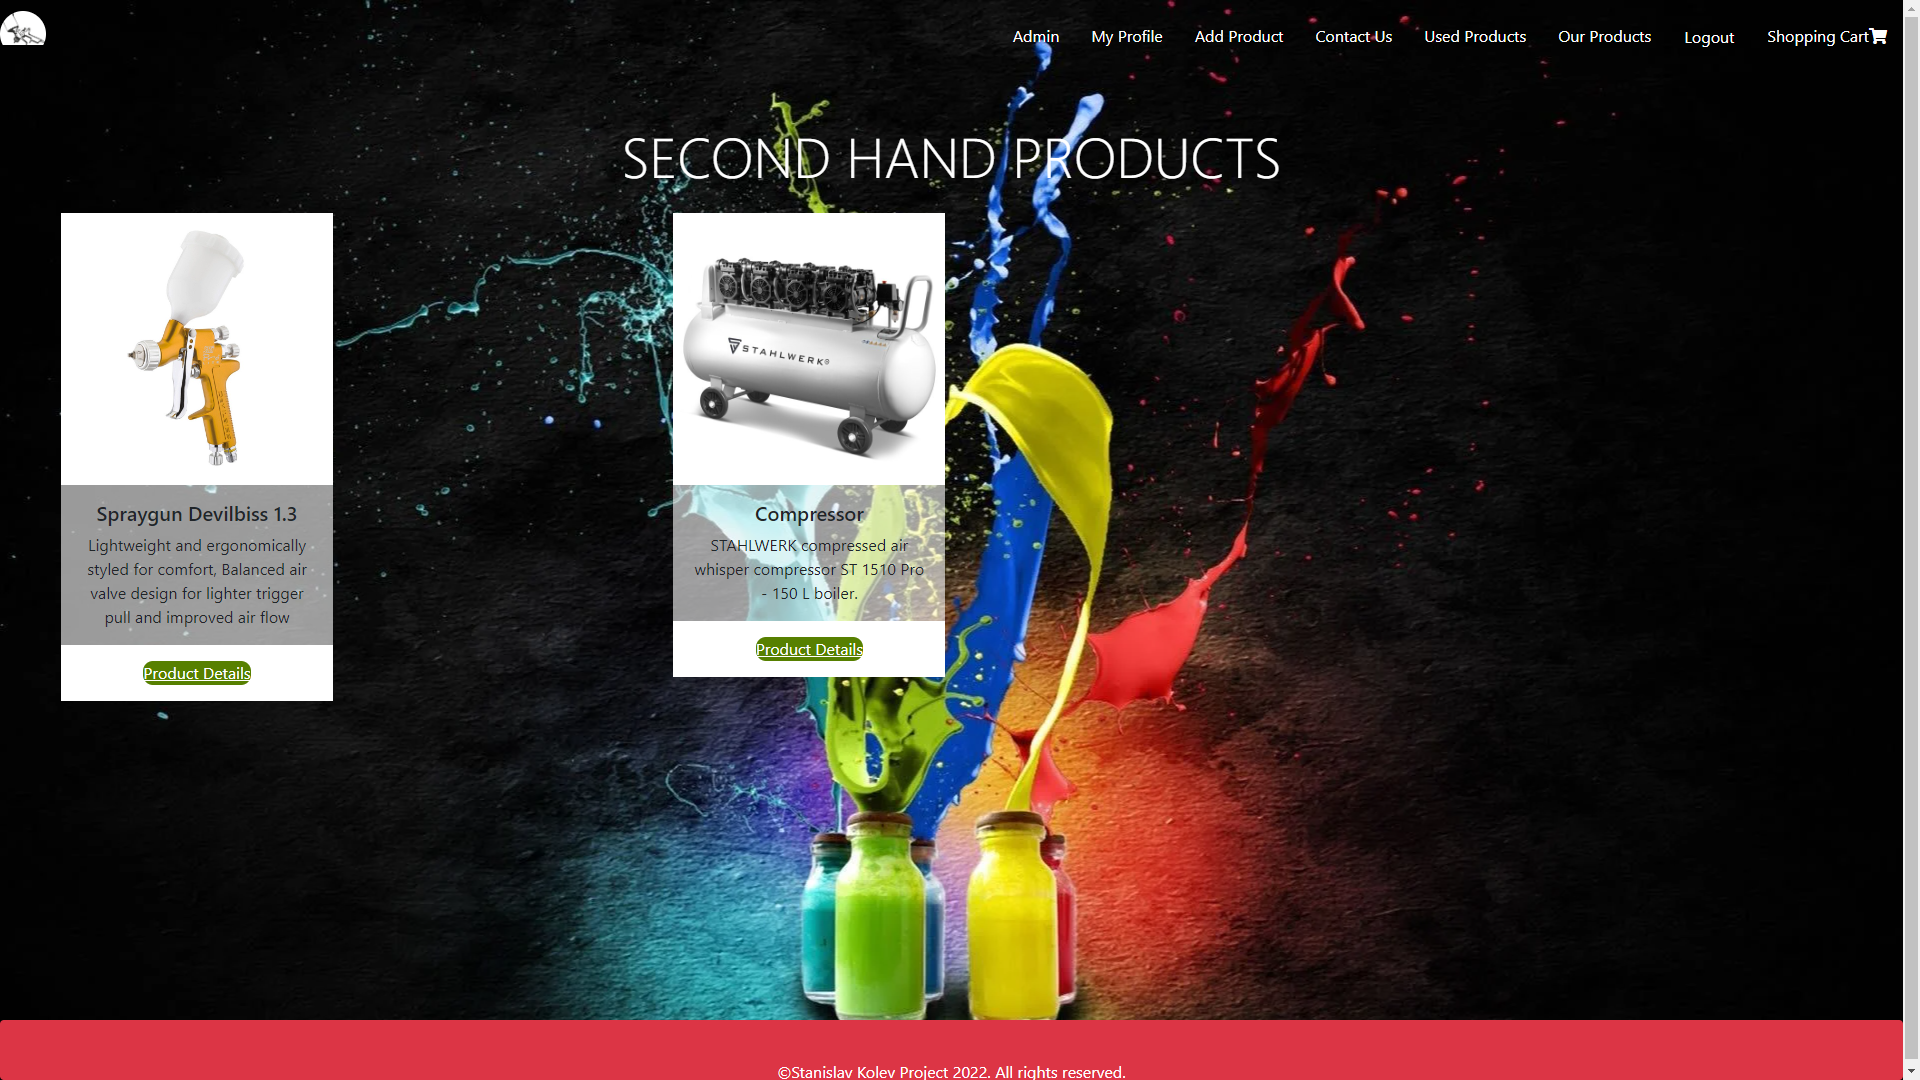 Admin My Profile Add Product Contact Us Used Products Our Products Logout Shopping Cart
SECOND HAND PRODUCTS
Spraygun Devilbiss 1.3
Lightweight and ergonomically
styled for comfort, Balanced air
valve design for lighter trigger
pull and improved air flow
Product Details
STAHLWERK
Compressor
STAHLWERK compressed air
whisper compressor ST 1510 Pro
- 150 L boiler.
Product Details
©Stanislav Kolev Project 2022. All rights reserved.